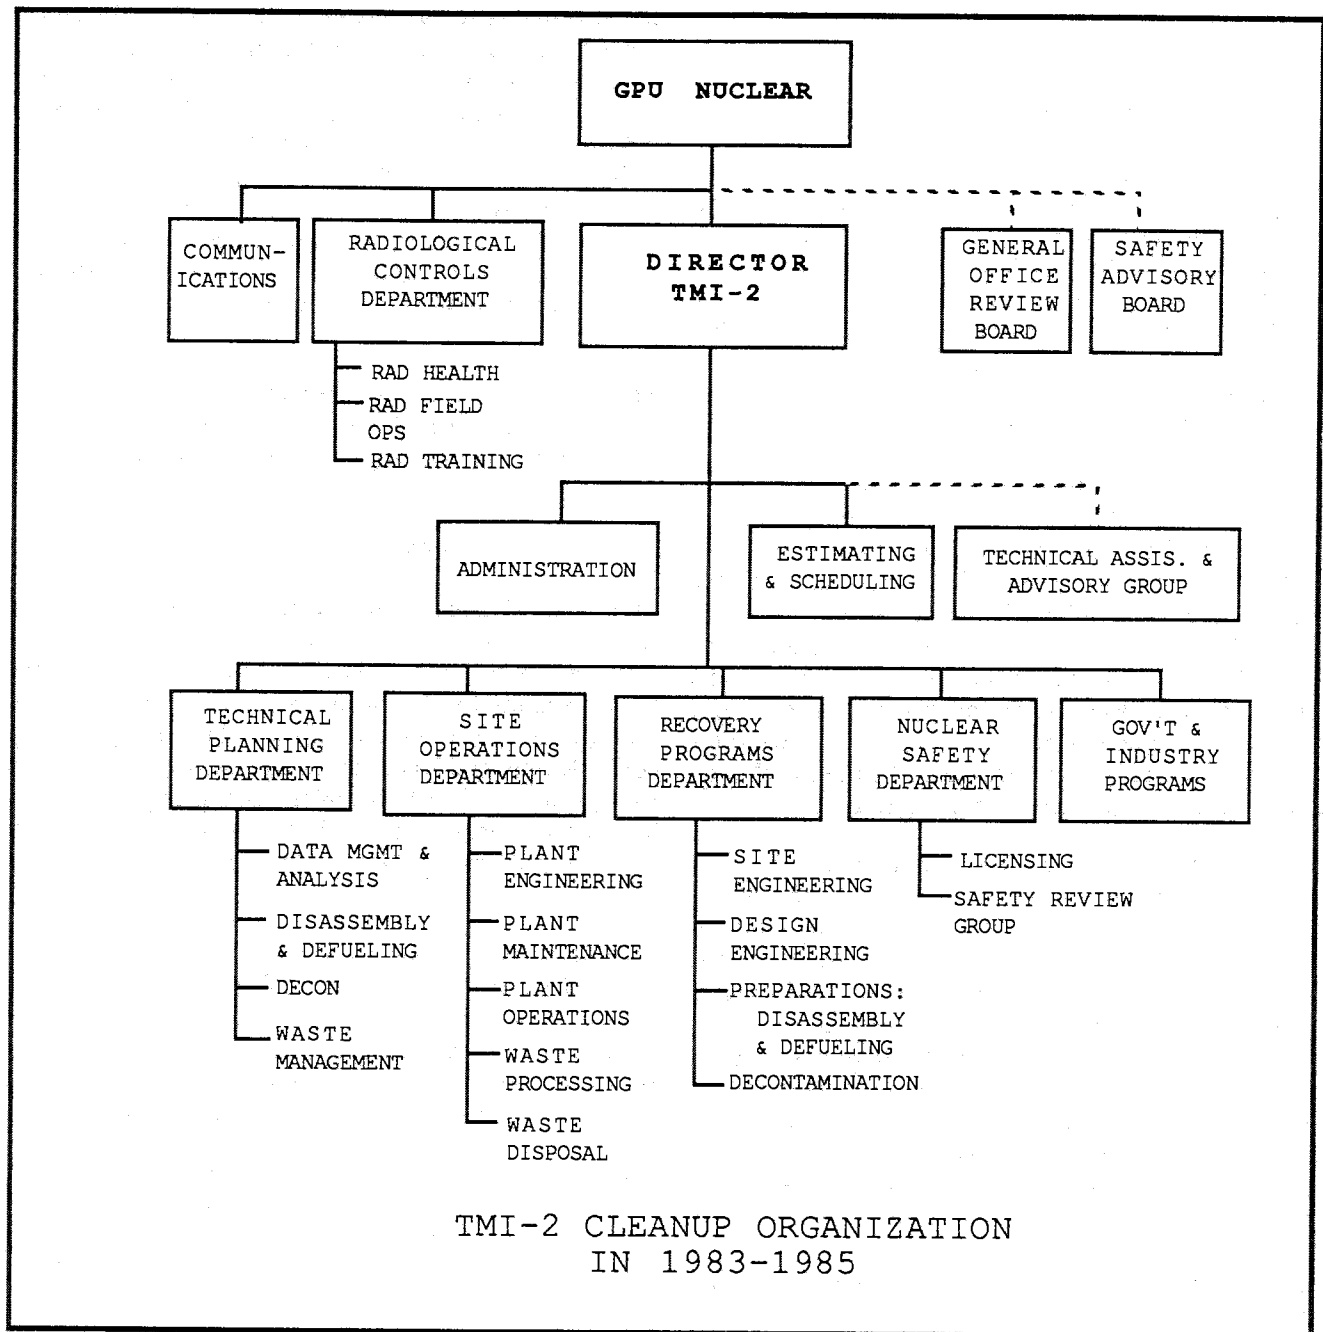 GPU NUCLEAR
COMMUN-
ICATIONS
RADIOLOGICAL
CONTROLS
DEPARTMENT
DIRECTOR
TMI-2
GENERAL
OFFICE
REVIEW
BOARD
SAFETY
ADVISORY
BOARD
RAD HEALTH
RAD FIELD
OPS
RAD TRAINING
ADMINISTRATION
ESTIMATING
& SCHEDULING
TECHNICAL ASSIS. &
ADVISORY GROUP
TECHNICAL
PLANNING
DEPARTMENT
SITE
OPERATIONS
DEPARTMENT
RECOVERY
PROGRAMS
DEPARTMENT
NUCLEAR
SAFETY
DEPARTMENT
GOV'T &
INDUSTRY
PROGRAMS
DATA MGMT &
ANALYSIS
DISASSEMBLY
& DEFUELING
DECON
WASTE
MANAGEMENT
PLANT
ENGINEERING
PLANT
MAINTENANCE
PLANT
OPERATIONS
WASTE
PROCESSING
WASTE
DISPOSAL
SITE
ENGINEERING
DESIGN
ENGINEERING
PREPARATIONS:
DISASSEMBLY
& DEFUELING
DECONTAMINATION
LICENSING
SAFETY REVIEW
GROUP
TMI-2 CLEANUP ORGANIZATION
IN 1983-1985